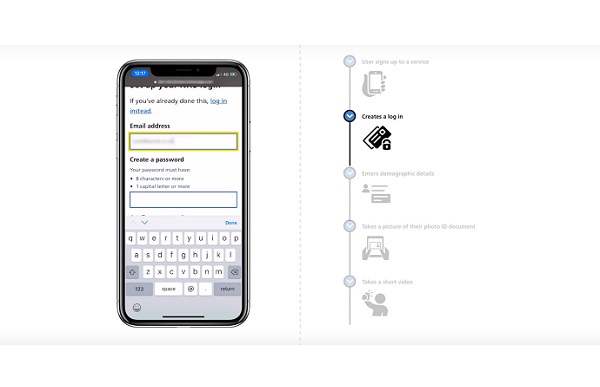 12:17
4G
If you've already done this, log in
instead.
Email address
Create a password
Your password must have:
• 8 characters or more
• 1 capital letter or more
Done
q w e r t y u i o p
a s d f g h j k l
z x c v b n m
123 space @ . return
User signs up to a service
Creates a log in
Enters demographic details
Takes a picture of their photo ID document
Takes a short video